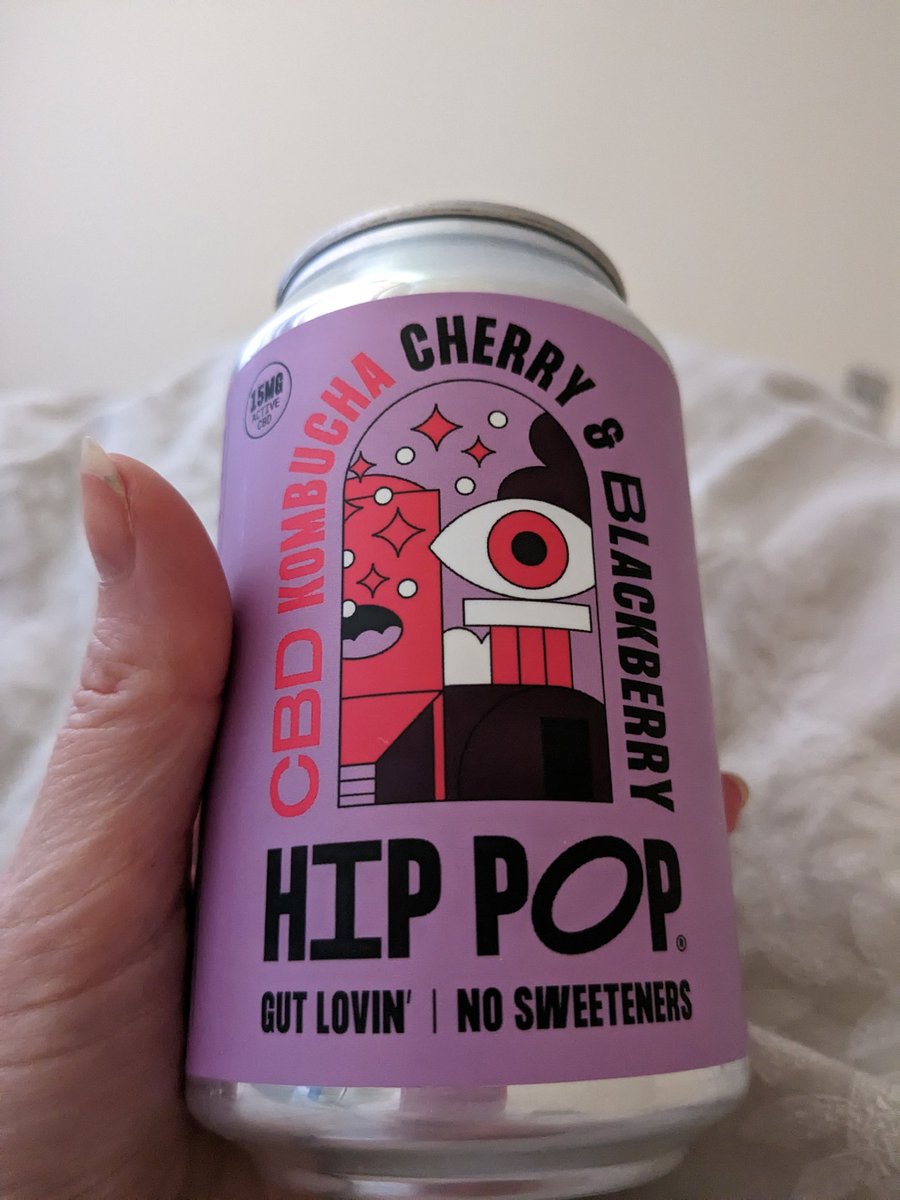 15MG
ACTIVE
CBD
CBD KOMBUCHA CHERRY & BLACKBERRY
HIP POP®
GUT LOVIN' | NO SWEETENERS